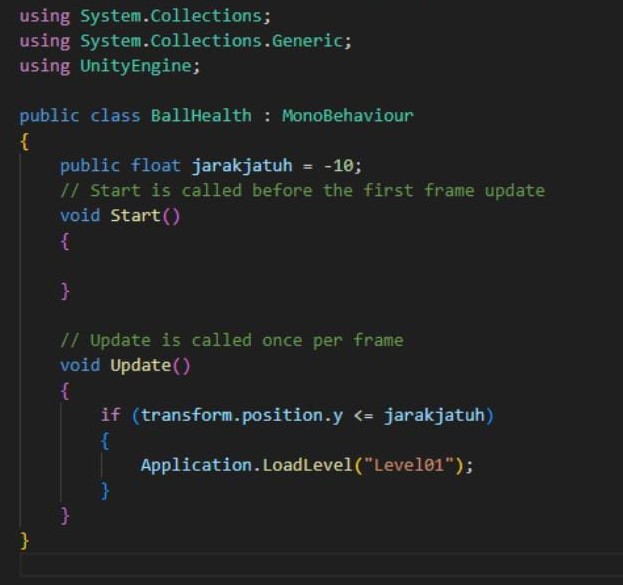 using System.Collections;
using System.Collections.Generic;
using UnityEngine;

public class BallHealth : MonoBehaviour
{
    public float jarakjatuh = -10;
    // Start is called before the first frame update
    void Start()
    {

    }

    // Update is called once per frame
    void Update()
    {
        if (transform.position.y <= jarakjatuh)
        {
            Application.LoadLevel("Level01");
        }
    }
}